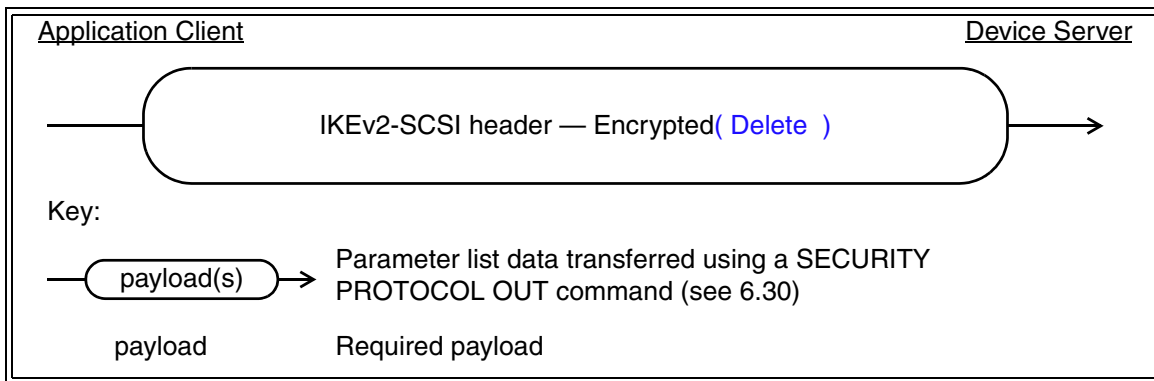 Application Client Device Server
IKEv2-SCSI header — Encrypted( Delete )
Key:
payload(s) Parameter list data transferred using a SECURITY
PROTOCOL OUT command (see 6.30)
payload Required payload